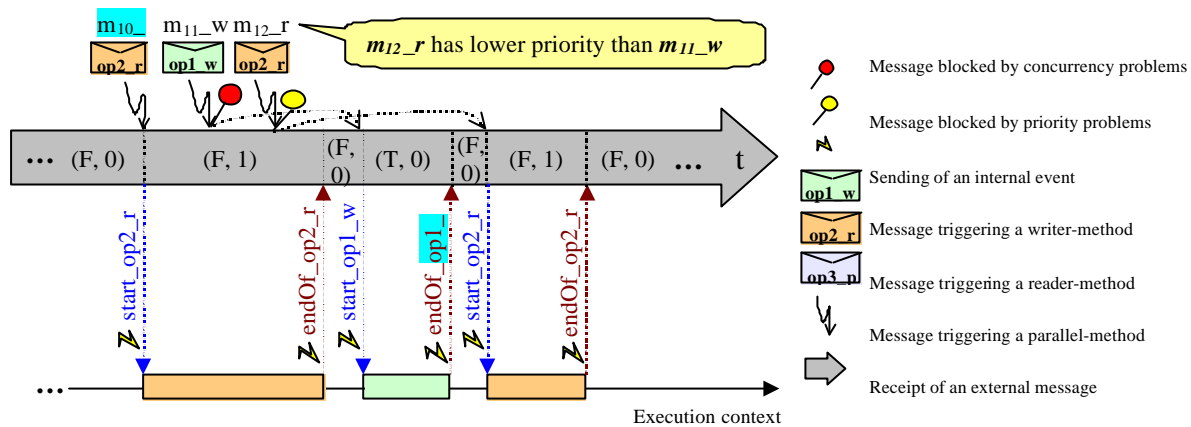 m10_ m11_w m12_r
m12_r has lower priority than m11_w
op2_r op1_w op2_r
... (F, 0) (F, 1) (F, 0) (T, 0) (F, 0) (F, 1) (F, 0) ... t
start_op2_r
endOf_op2_r
start_op1_w
endOf_op1_
start_op2_r
endOf_op2_r
...
Execution context
Message blocked by concurrency problems
Message blocked by priority problems
Sending of an internal event
op1_w
Message triggering a writer-method
op2_r
Message triggering a reader-method
op3_p
Message triggering a parallel-method
Receipt of an external message